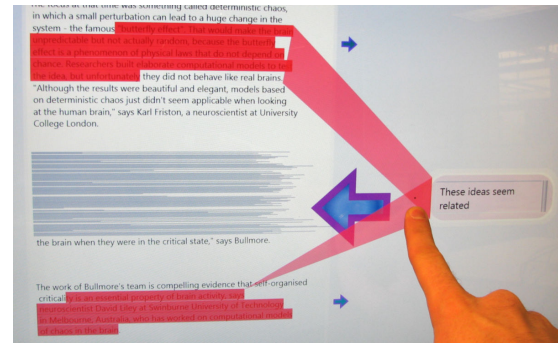 The focus at that time was something called deterministic chaos,
in which a small perturbation can lead to a huge change in the
system - the famous "butterfly effect". That would make the brain
unpredictable but not actually random, because the butterfly
effect is a phenomenon of physical laws that do not depend on
chance. Researchers built elaborate computational models to test
the idea, but unfortunately they did not behave like real brains.
"Although the results were beautiful and elegant, models based
on deterministic chaos just didn't seem applicable when looking
at the human brain," says Karl Friston, a neuroscientist at University
College London.
These ideas seem
related
the brain when they were in the critical state," says Bullmore.
The work of Bullmore's team is compelling evidence that self-organised
criticality is an essential property of brain activity, says
neuroscientist David Liley at Swinburne University of Technology
in Melbourne, Australia, who has worked on computational models
of chaos in the brain.